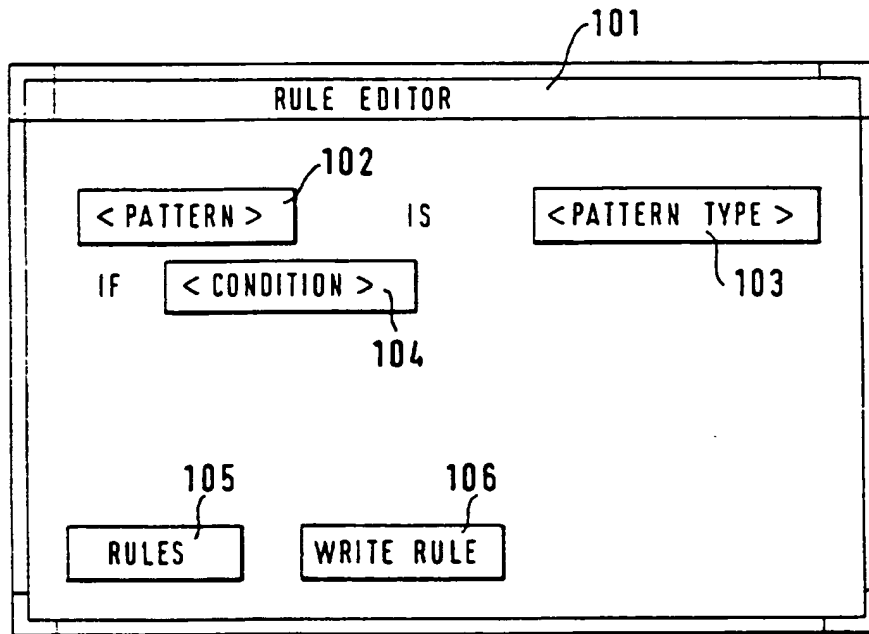 101
RULE EDITOR
102
< PATTERN > IS < PATTERN TYPE >
103
IF < CONDITION >
104
105 106
RULES WRITE RULE